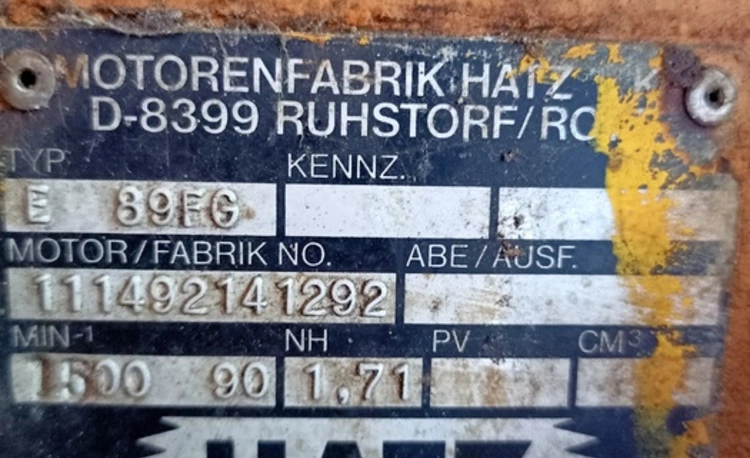 MOTORENFABRIK HATZ K
D-8399 RUHSTORF/RO
TYP KENNZ.
E 89FG
MOTOR/FABRIK NO. ABE/AUSF.
111492141292
MIN-1 NH PV CM³
1500 90 1,71
HATZ